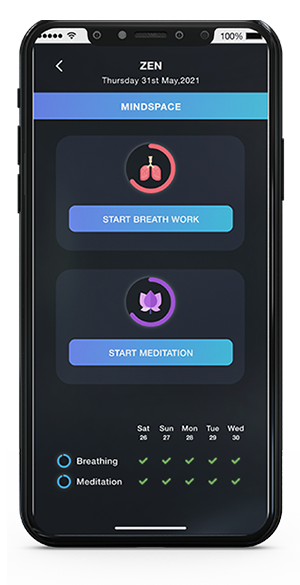 100%
ZEN
Thursday 31st May,2021
MINDSPACE
START BREATH WORK
START MEDITATION
Sat Sun Mon Tue Wed
26 27 28 29 30
Breathing
Meditation